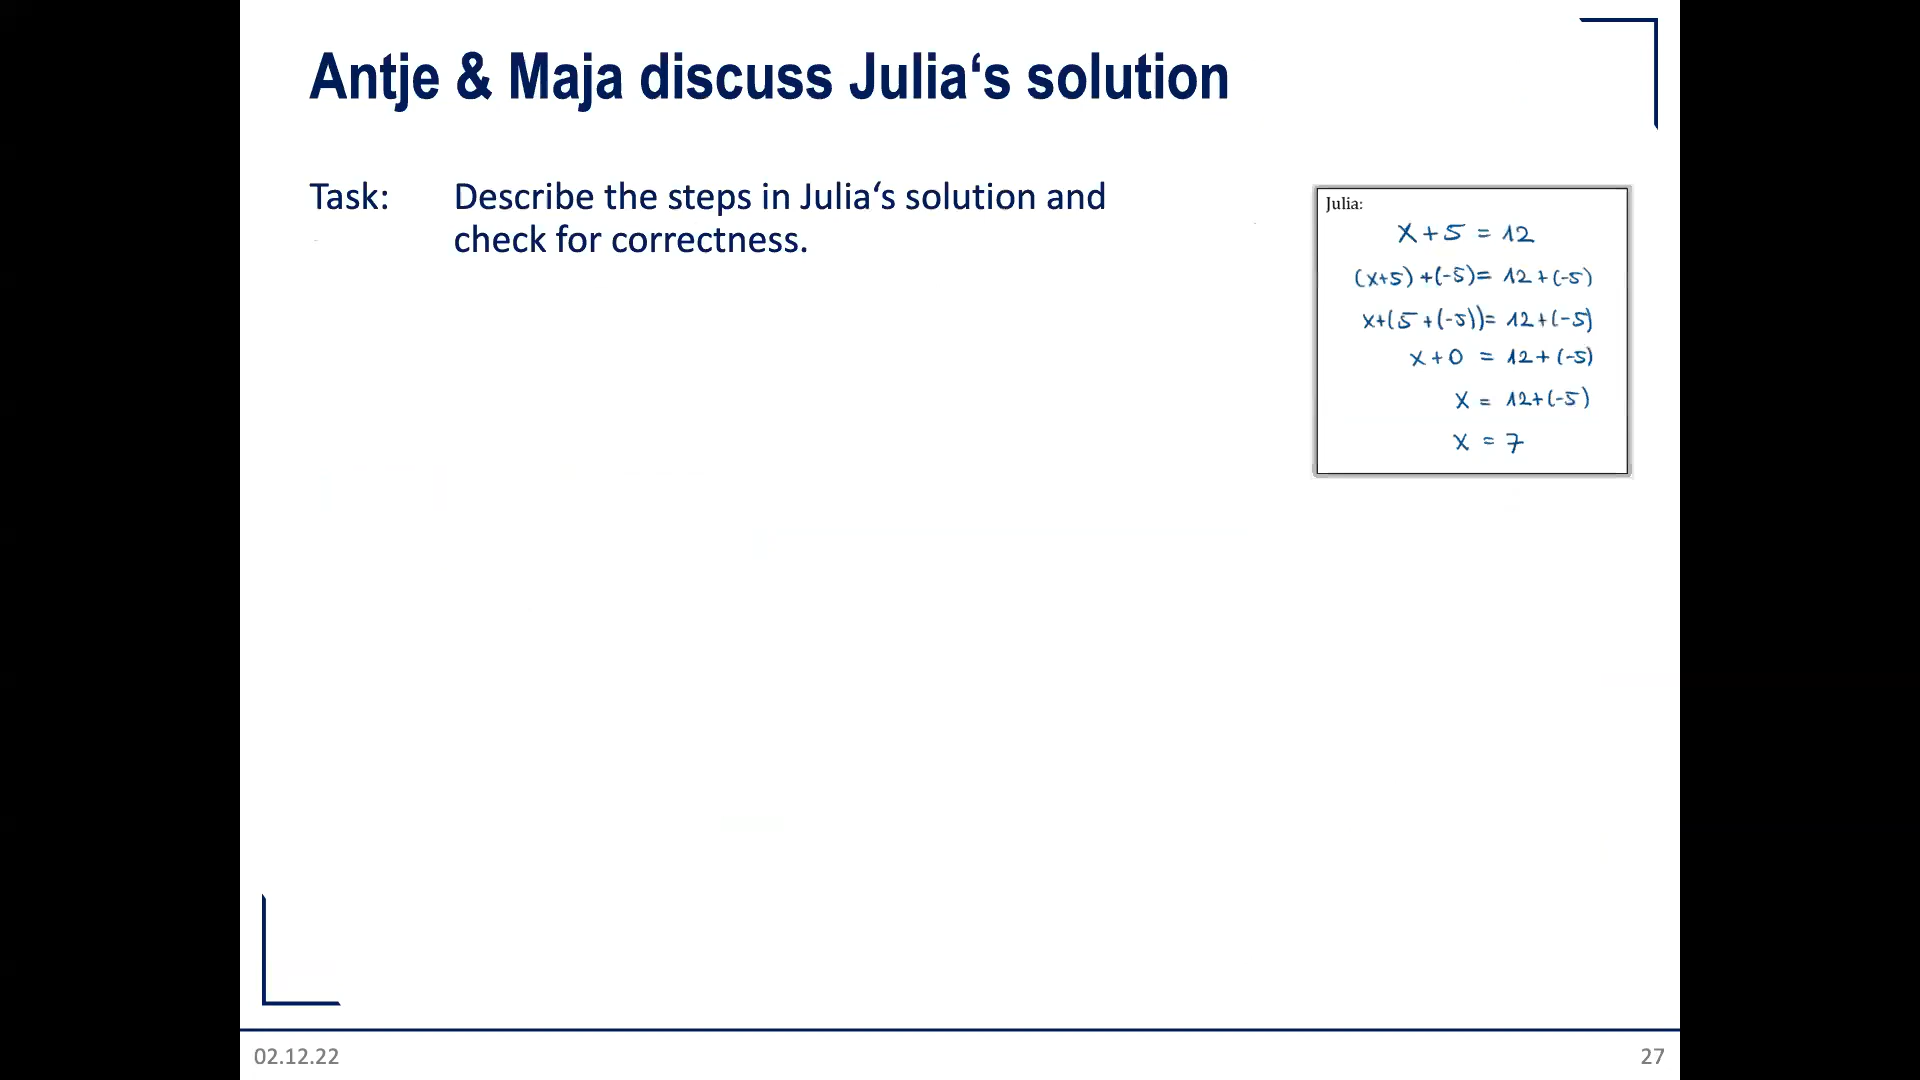 Antje & Maja discuss Julia‘s solution
Task: Describe the steps in Julia‘s solution and
check for correctness.
Julia:
x+5 = 12
(x+5) +(-5)= 12+(-5)
x+(5+(-5))= 12+(-5)
x+0 = 12+(-5)
x = 12+(-5)
x = 7
02.12.22
27